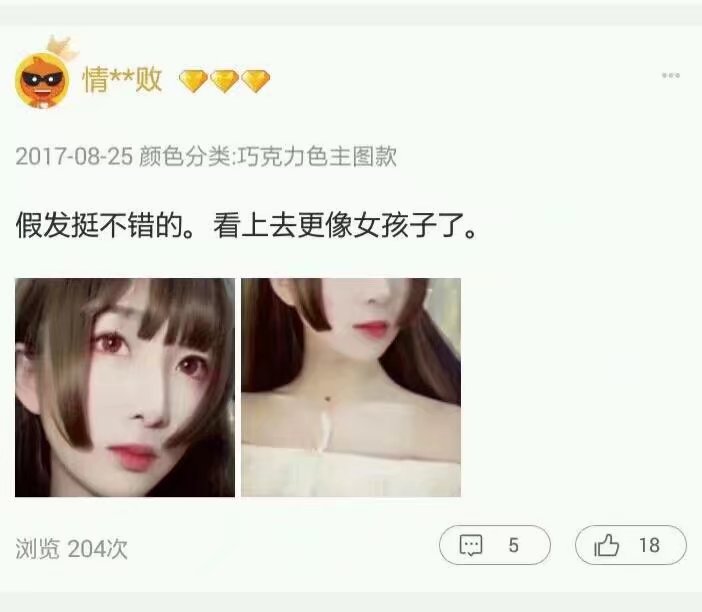 情**败
2017-08-25 颜色分类:巧克力色主图款
假发挺不错的。看上去更像女孩子了。
浏览 204次
5
18